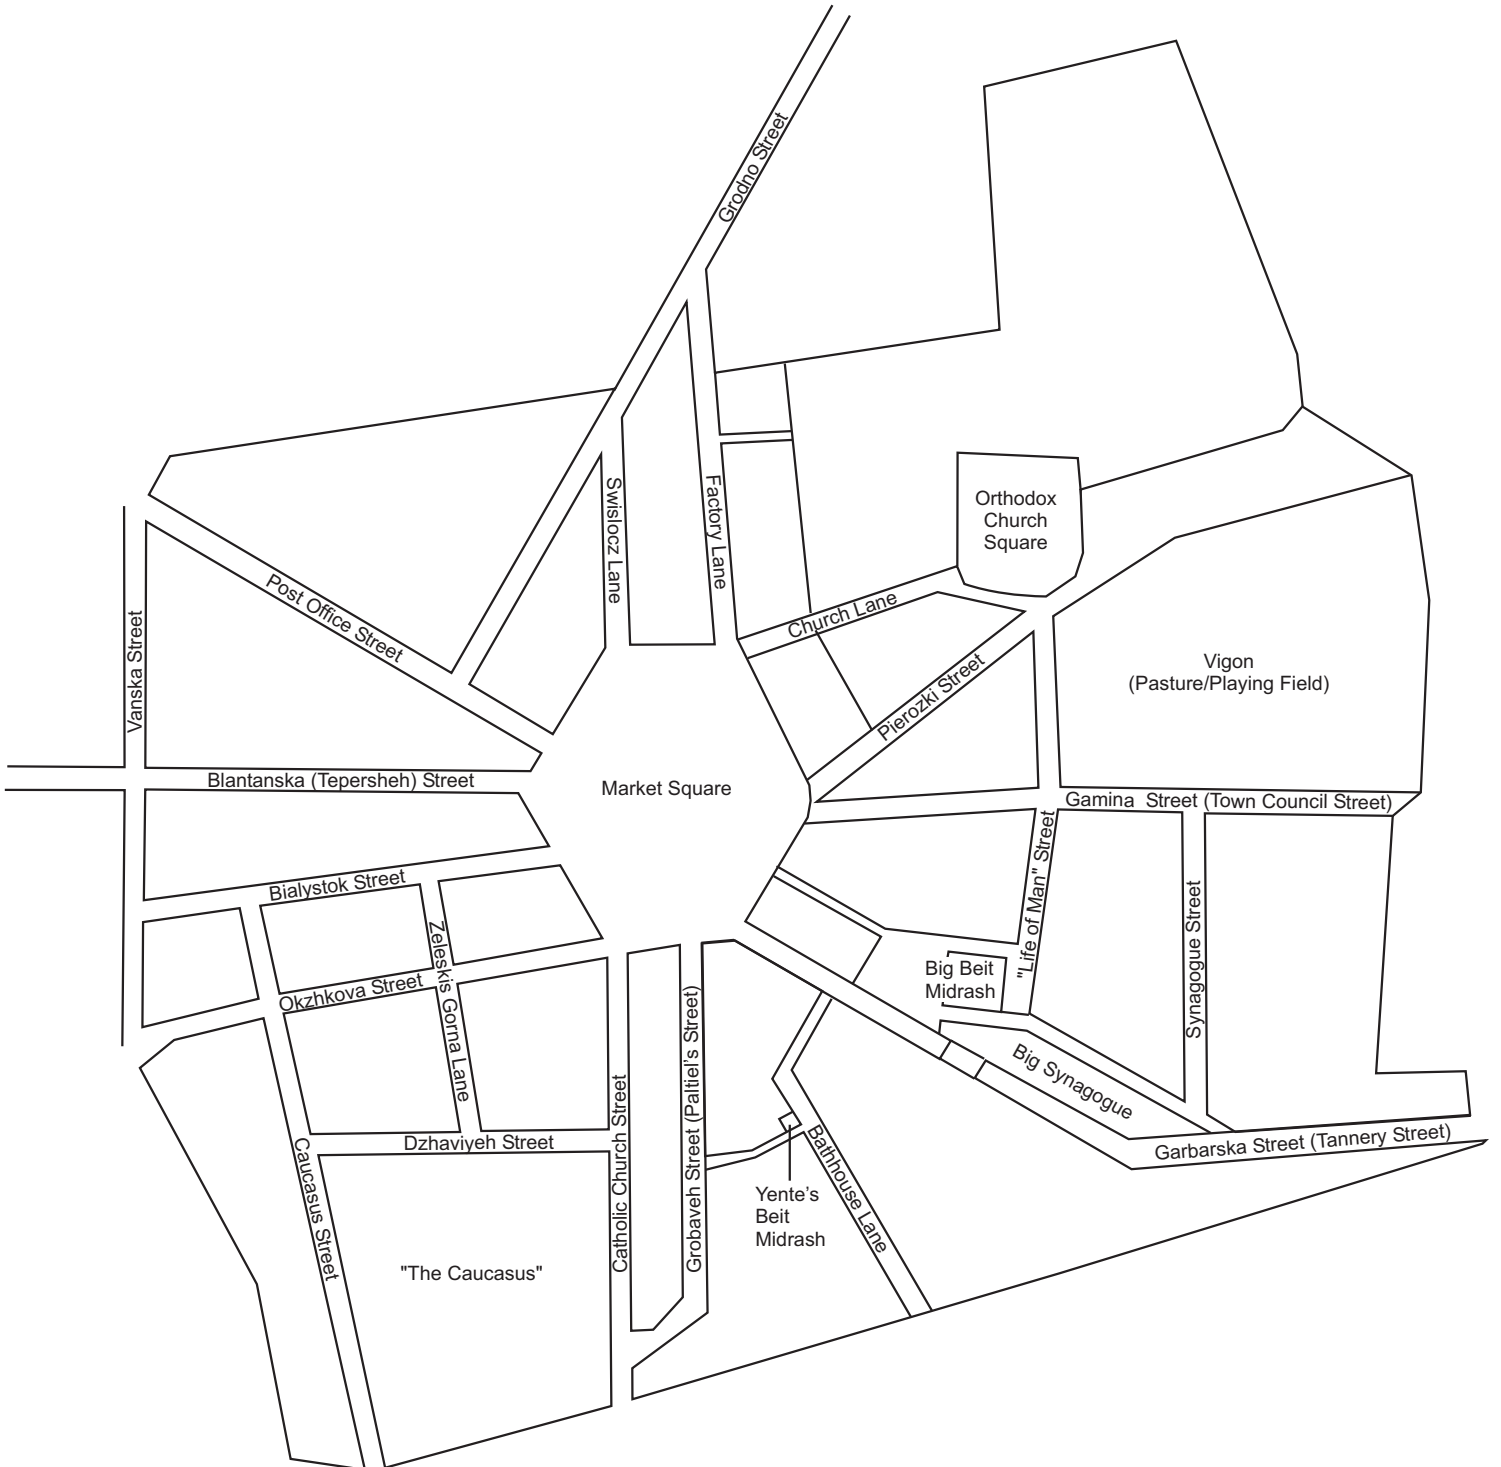 Grodno Street
Swislocz Lane
Factory Lane
Orthodox
Church
Square
Post Office Street
Church Lane
Vanska Street
Pierozki Street
Vigon
(Pasture/Playing Field)
Blantanska (Tepersheh) Street
Market Square
Gamina Street (Town Council Street)
"Life of Man" Street
Bialystok Street
Synagogue Street
Zeleskis Gorna Lane
Big Beit
Midrash
Okzhkova Street
Big Synagogue
Dzhaviyeh Street
Catholic Church Street
Grobaveh Street (Paltiel’s Street)
Garbarska Street (Tannery Street)
Caucasus Street
Bathhouse Lane
Yente’s
Beit
Midrash
"The Caucasus"